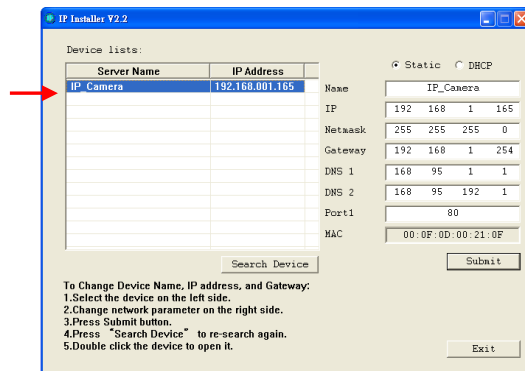 IP Installer V2.2
Device lists:
Server Name IP Address
IP_Camera 192.168.001.165
Static DHCP
Name IP_Camera
IP 192 168 1 165
Netmask 255 255 255 0
Gateway 192 168 1 254
DNS 1 168 95 1 1
DNS 2 168 95 192 1
Port1 80
MAC 00:0F:0D:00:21:0F
Search Device
Submit
To Change Device Name, IP address, and Gateway:
1.Select the device on the left side.
2.Change network parameter on the right side.
3.Press Submit button.
4.Press “Search Device” to re-search again.
5.Double click the device to open it.
Exit